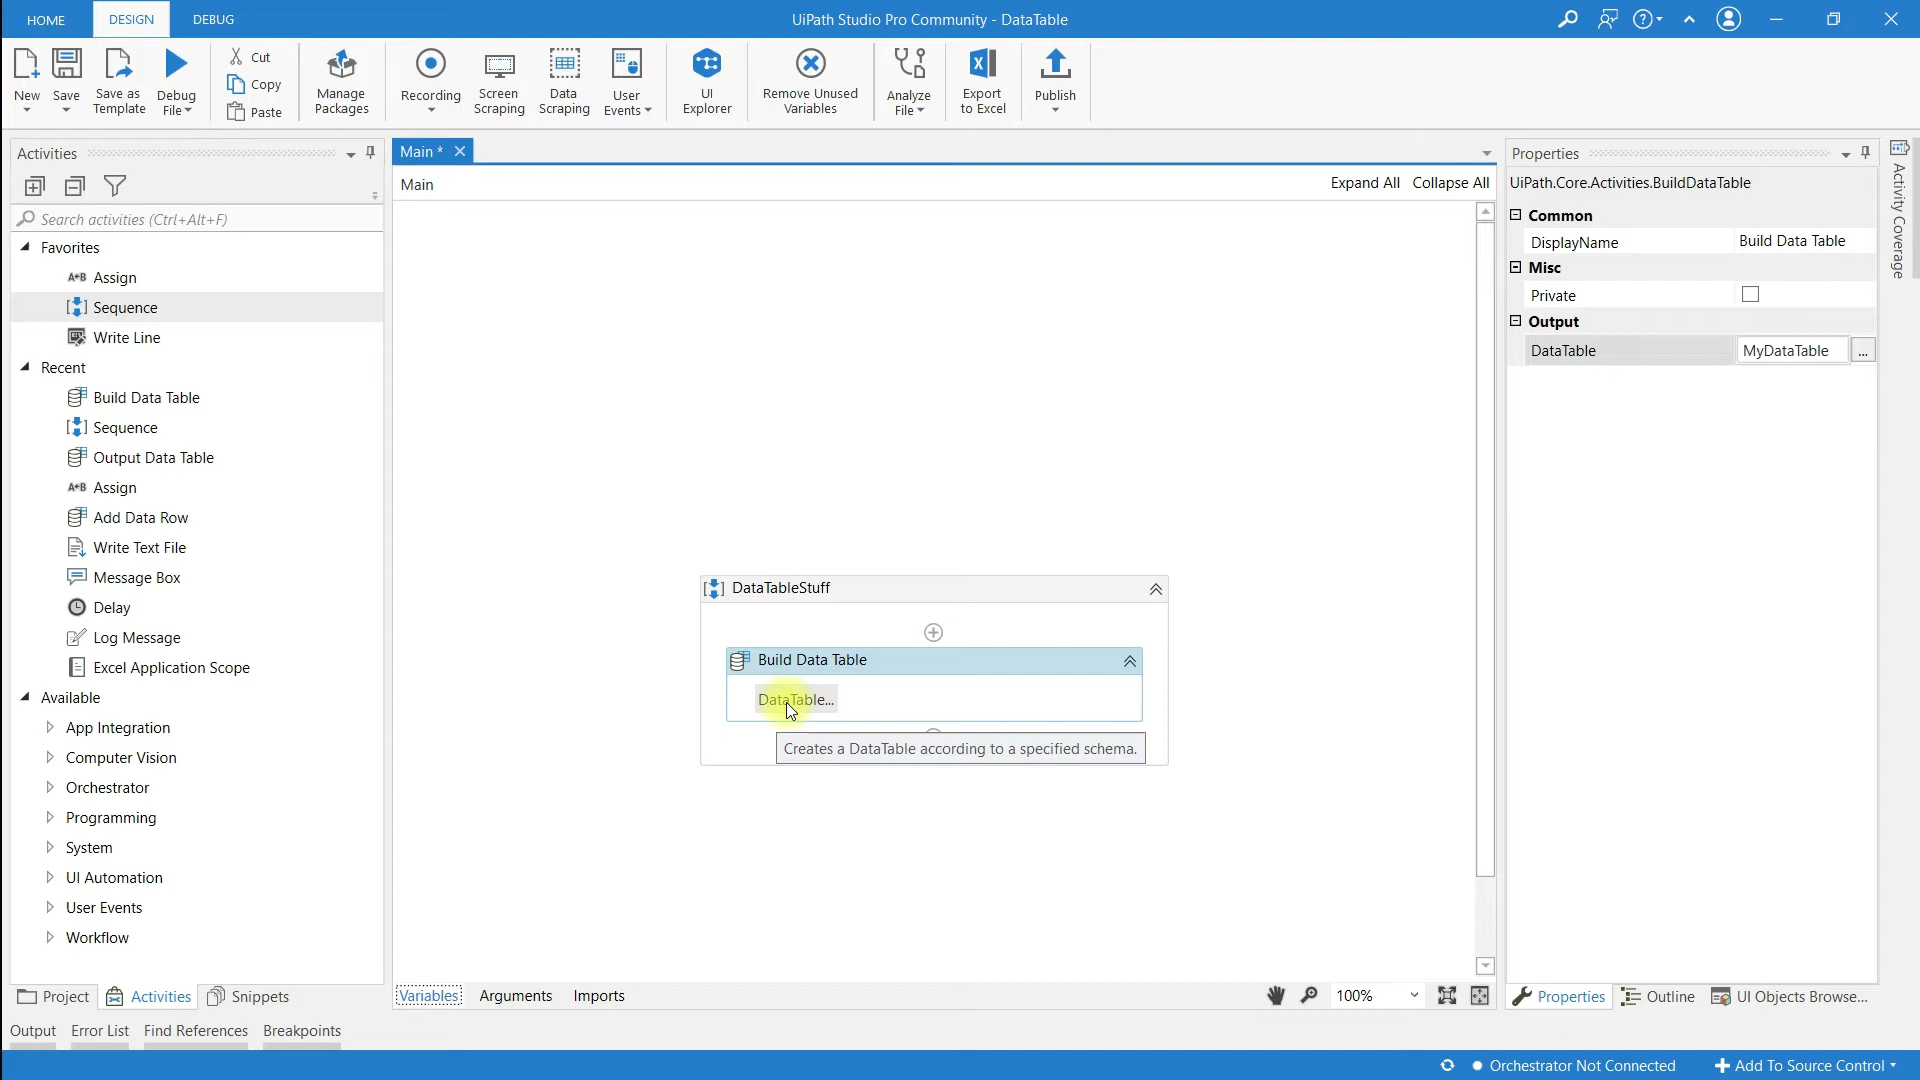 HOME DESIGN DEBUG
UiPath Studio Pro Community - DataTable
New
Save
Save as Template
Debug File
Cut
Copy
Paste
Manage Packages
Recording
Screen Scraping
Data Scraping
User Events
UI Explorer
Remove Unused Variables
Analyze File
Export to Excel
Publish
Activities
Search activities (Ctrl+Alt+F)
Favorites
Assign
Sequence
Write Line
Recent
Build Data Table
Sequence
Output Data Table
Assign
Add Data Row
Write Text File
Message Box
Delay
Log Message
Excel Application Scope
Available
App Integration
Computer Vision
Orchestrator
Programming
System
UI Automation
User Events
Workflow
Project Activities Snippets
Main *
Main
Expand All Collapse All
DataTableStuff
Build Data Table
DataTable...
Creates a DataTable according to a specified schema.
Variables Arguments Imports
100%
Properties
UiPath.Core.Activities.BuildDataTable
Common
DisplayName Build Data Table
Misc
Private
Output
DataTable MyDataTable ...
Activity Coverage
Properties Outline UI Objects Browse...
Output Error List Find References Breakpoints
Orchestrator Not Connected
Add To Source Control